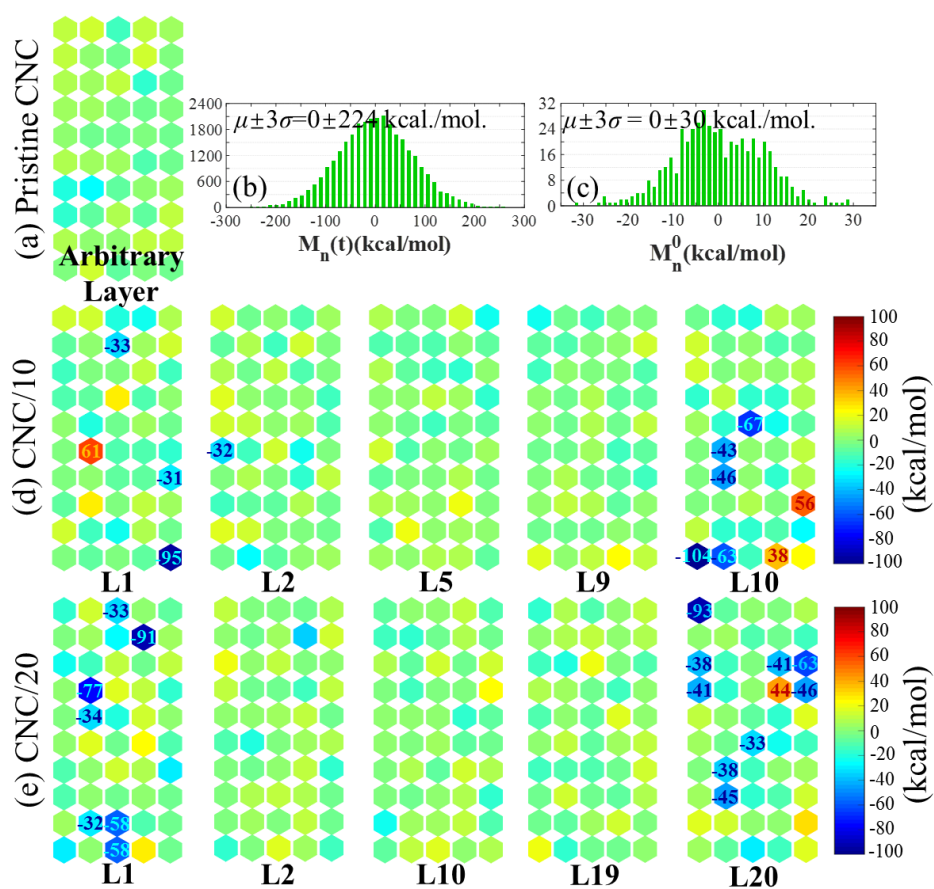 (a) Pristine CNC
Arbitrary
Layer
2400
1800
1200
600
0
μ±3σ=0±224 kcal./mol.
(b)
-300 -200 -100 0 100 200 300
M_n(t)(kcal/mol)
32
24
16
8
0
μ±3σ = 0±30 kcal./mol.
(c)
-30 -20 -10 0 10 20 30
M_n^0(kcal/mol)
(d) CNC/10
-33
61
-31
-95
L1
-32
L2
L5
L9
-67
-43
-46
56
-104 -63 38
L10
100
80
60
40
20
0
-20
-40
-60
-80
-100
(kcal/mol)
(e) CNC/20
-33
-91
-77
-34
-32 -58
-58
L1
L2
L10
L19
-93
-38 -41 -63
-41 44 -46
-33
-38
-45
L20
100
80
60
40
20
0
-20
-40
-60
-80
-100
(kcal/mol)